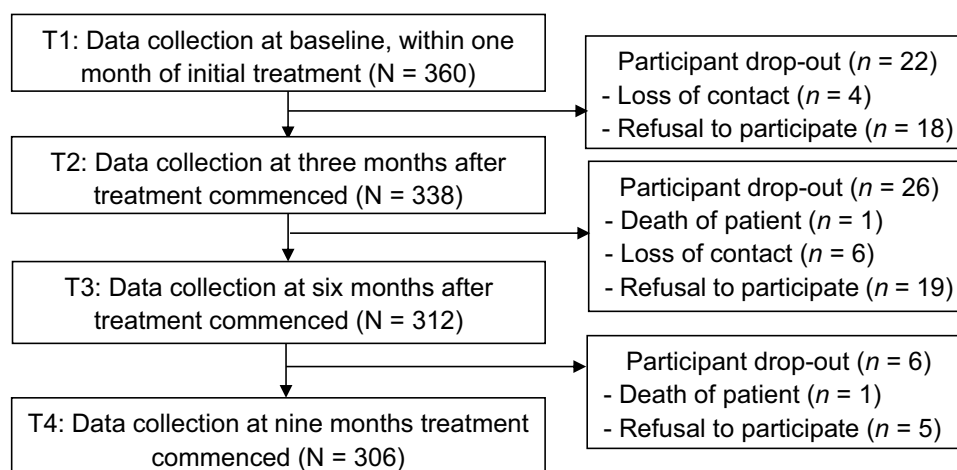 T1: Data collection at baseline, within one
month of initial treatment (N = 360)
Participant drop-out (n = 22)
- Loss of contact (n = 4)
- Refusal to participate (n = 18)
T2: Data collection at three months after
treatment commenced (N = 338)
Participant drop-out (n = 26)
- Death of patient (n = 1)
- Loss of contact (n = 6)
- Refusal to participate (n = 19)
T3: Data collection at six months after
treatment commenced (N = 312)
Participant drop-out (n = 6)
- Death of patient (n = 1)
- Refusal to participate (n = 5)
T4: Data collection at nine months treatment
commenced (N = 306)